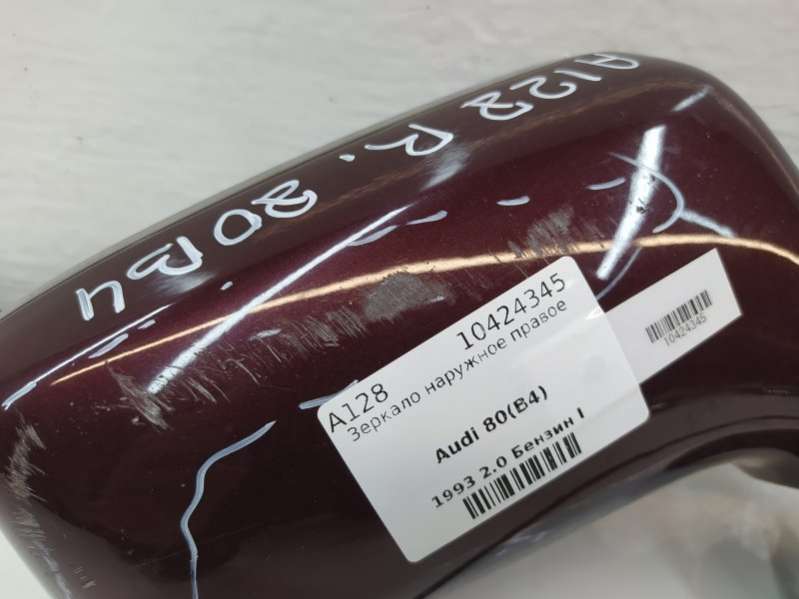 A128 R. 80B4
A128 10424345
Зеркало наружное правое
Audi 80(B4)
1993 2.0 Бензин I
10424345